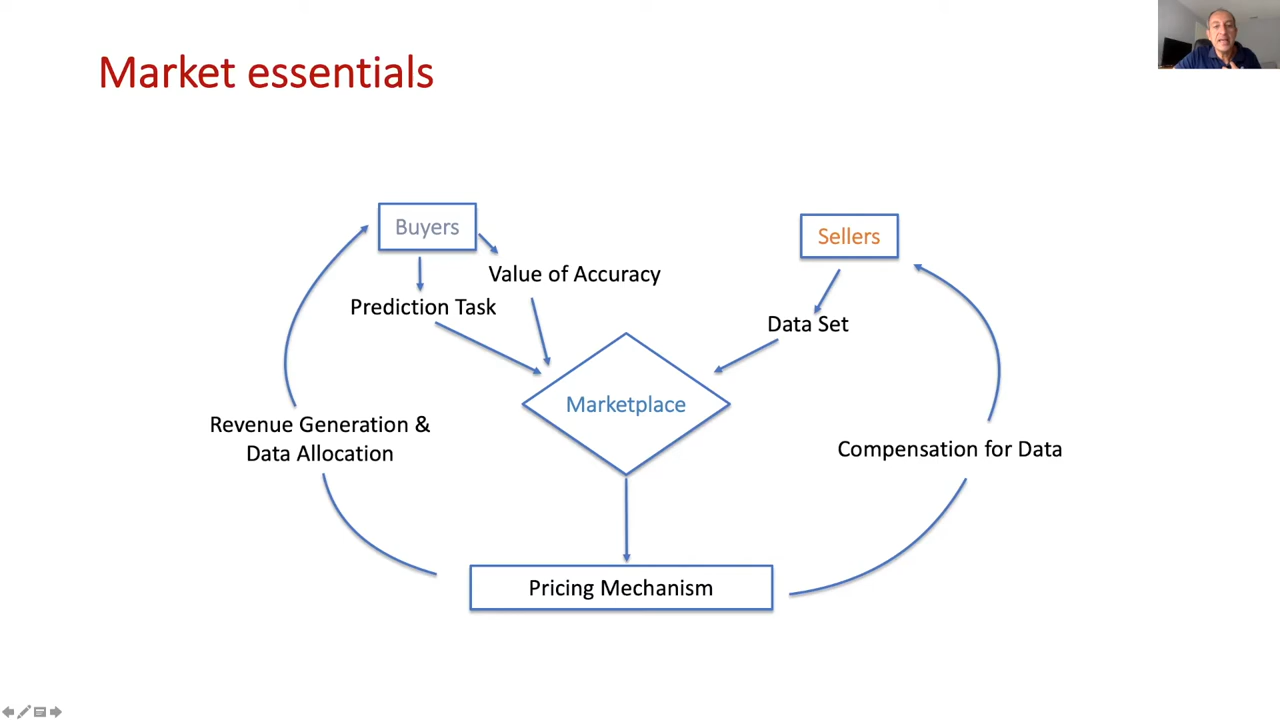 Market essentials
Buyers
Sellers
Value of Accuracy
Prediction Task
Data Set
Marketplace
Revenue Generation &
Data Allocation
Compensation for Data
Pricing Mechanism